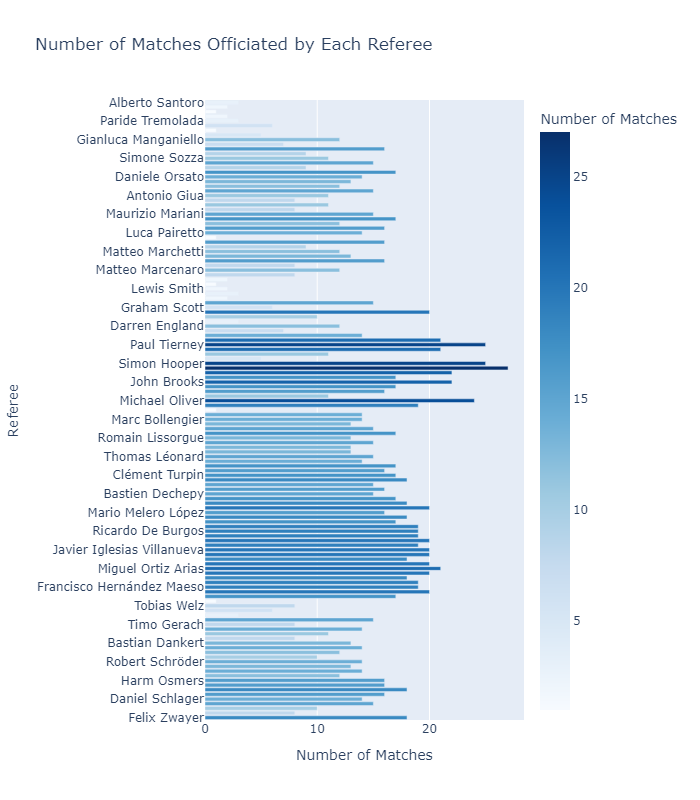 Number of Matches Officiated by Each Referee
Number of Matches
Alberto Santoro
Paride Tremolada
Gianluca Manganiello
Simone Sozza
Daniele Orsato
Antonio Giua
Maurizio Mariani
Luca Pairetto
Matteo Marchetti
Matteo Marcenaro
Lewis Smith
Graham Scott
Darren England
Paul Tierney
Simon Hooper
John Brooks
Michael Oliver
Marc Bollengier
Romain Lissorgue
Thomas Léonard
Clément Turpin
Bastien Dechepy
Mario Melero López
Ricardo De Burgos
Javier Iglesias Villanueva
Miguel Ortiz Arias
Francisco Hernández Maeso
Tobias Welz
Timo Gerach
Bastian Dankert
Robert Schröder
Harm Osmers
Daniel Schlager
Felix Zwayer
Referee
0 10 20
Number of Matches
25
20
15
10
5